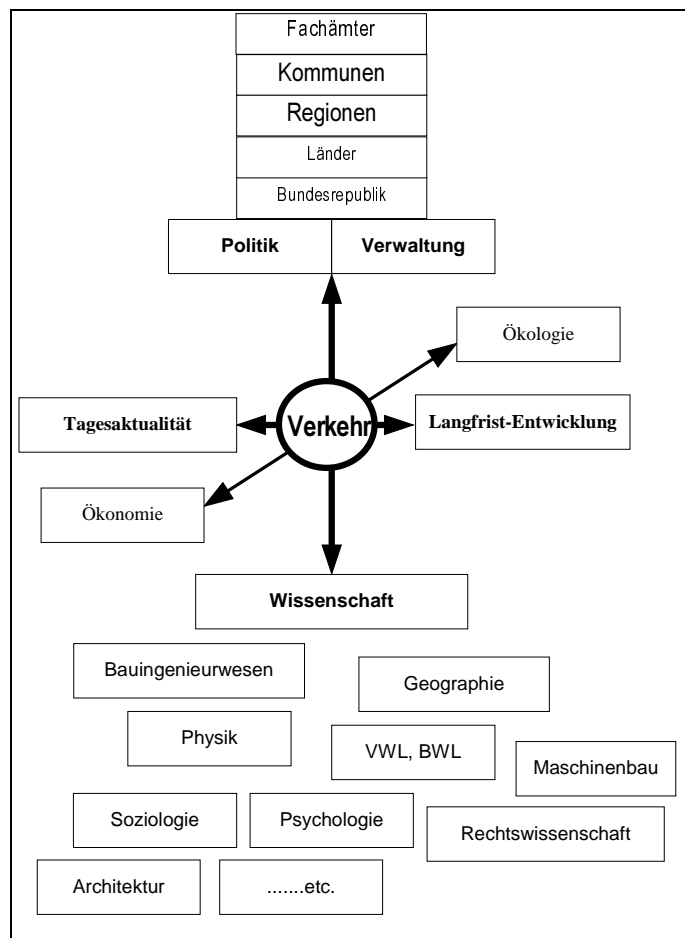 Fachämter
Kommunen
Regionen
Länder
Bundesrepublik
Politik
Verwaltung
Ökologie
Tagesaktualität
Verkehr
Langfrist-Entwicklung
Ökonomie
Wissenschaft
Bauingenieurwesen
Geographie
Physik
VWL, BWL
Maschinenbau
Soziologie
Psychologie
Rechtswissenschaft
Architektur
.......etc.